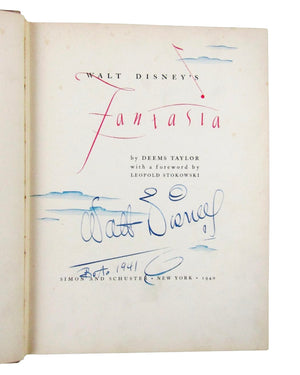 WALT DISNEY'S
Fantasia
by DEEMS TAYLOR
with a foreword by
LEOPOLD STOKOWSKI
Walt Disney
1941
SIMON AND SCHUSTER • NEW YORK • 1940